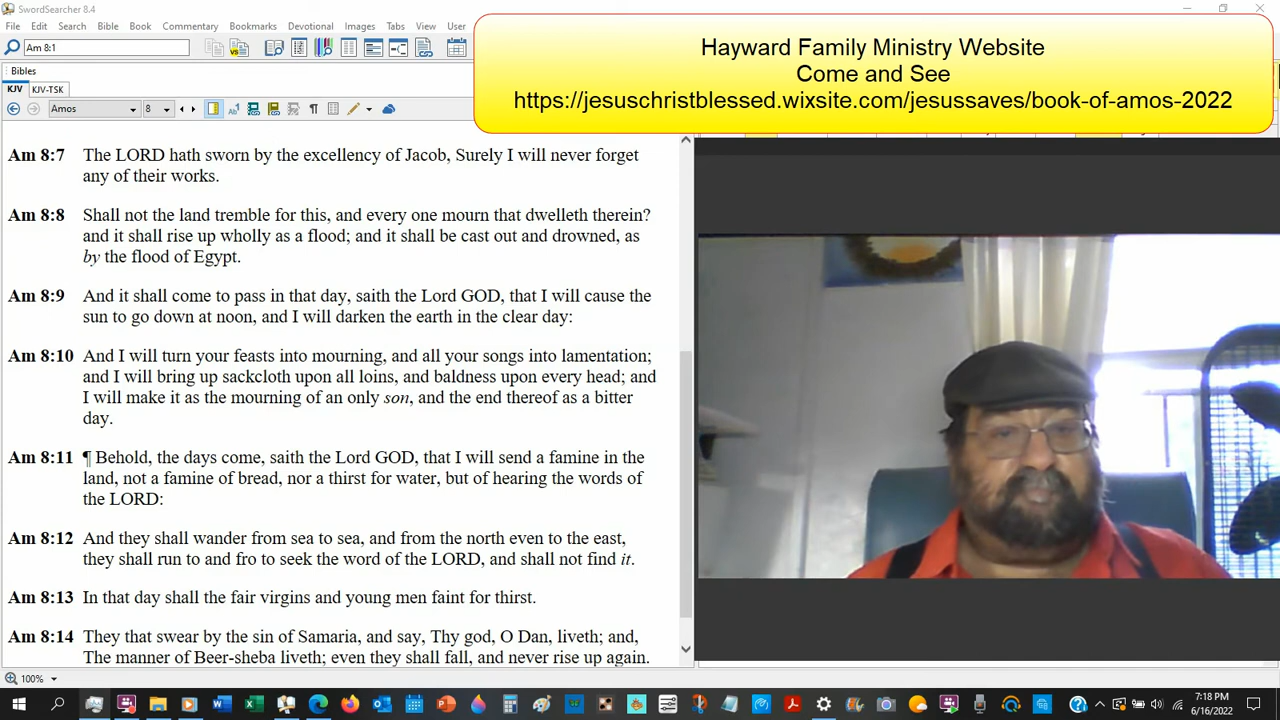 SwordSearcher 8.4
File Edit Search Bible Book Commentary Bookmarks Devotional Images Tabs View User
Am 8:1
Bibles
KJV KJV-TSK
Amos 8
Hayward Family Ministry Website
Come and See
https://jesuschristblessed.wixsite.com/jesussaves/book-of-amos-2022
Am 8:7 The LORD hath sworn by the excellency of Jacob, Surely I will never forget
any of their works.
Am 8:8 Shall not the land tremble for this, and every one mourn that dwelleth therein?
and it shall rise up wholly as a flood; and it shall be cast out and drowned, as
by the flood of Egypt.
Am 8:9 And it shall come to pass in that day, saith the Lord GOD, that I will cause the
sun to go down at noon, and I will darken the earth in the clear day:
Am 8:10 And I will turn your feasts into mourning, and all your songs into lamentation;
and I will bring up sackcloth upon all loins, and baldness upon every head; and
I will make it as the mourning of an only son, and the end thereof as a bitter
day.
Am 8:11 ¶ Behold, the days come, saith the Lord GOD, that I will send a famine in the
land, not a famine of bread, nor a thirst for water, but of hearing the words of
the LORD:
Am 8:12 And they shall wander from sea to sea, and from the north even to the east,
they shall run to and fro to seek the word of the LORD, and shall not find it.
Am 8:13 In that day shall the fair virgins and young men faint for thirst.
Am 8:14 They that swear by the sin of Samaria, and say, Thy god, O Dan, liveth; and,
The manner of Beer-sheba liveth; even they shall fall, and never rise up again.
100%
7:18 PM
6/16/2022